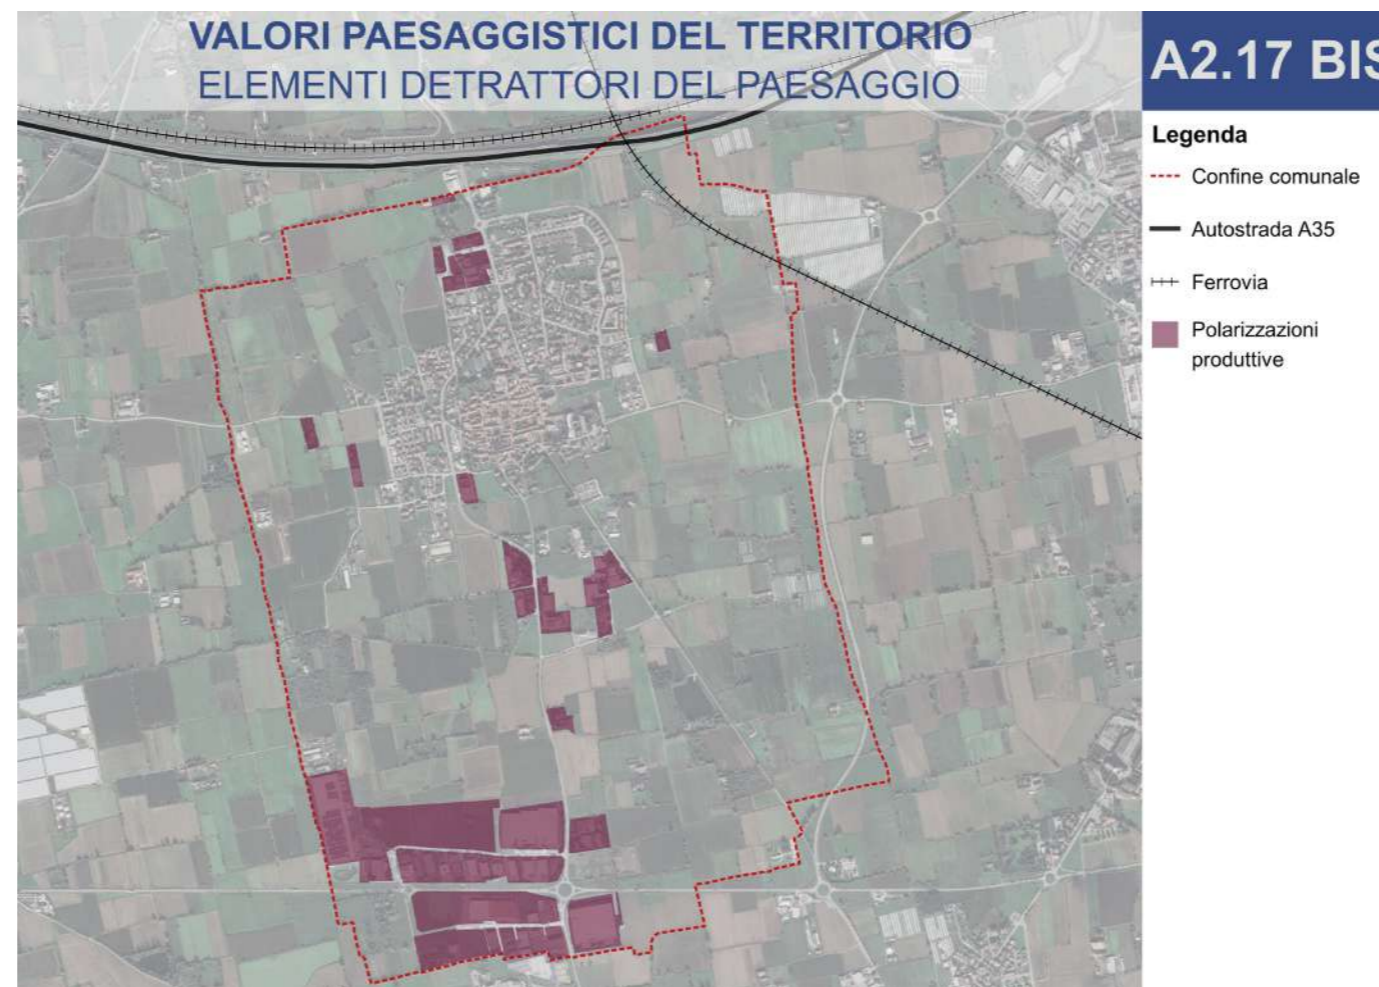 VALORI PAESAGGISTICI DEL TERRITORIO
ELEMENTI DETRATTORI DEL PAESAGGIO
A2.17 BIS
Legenda
Confine comunale
Autostrada A35
Ferrovia
Polarizzazioni
produttive